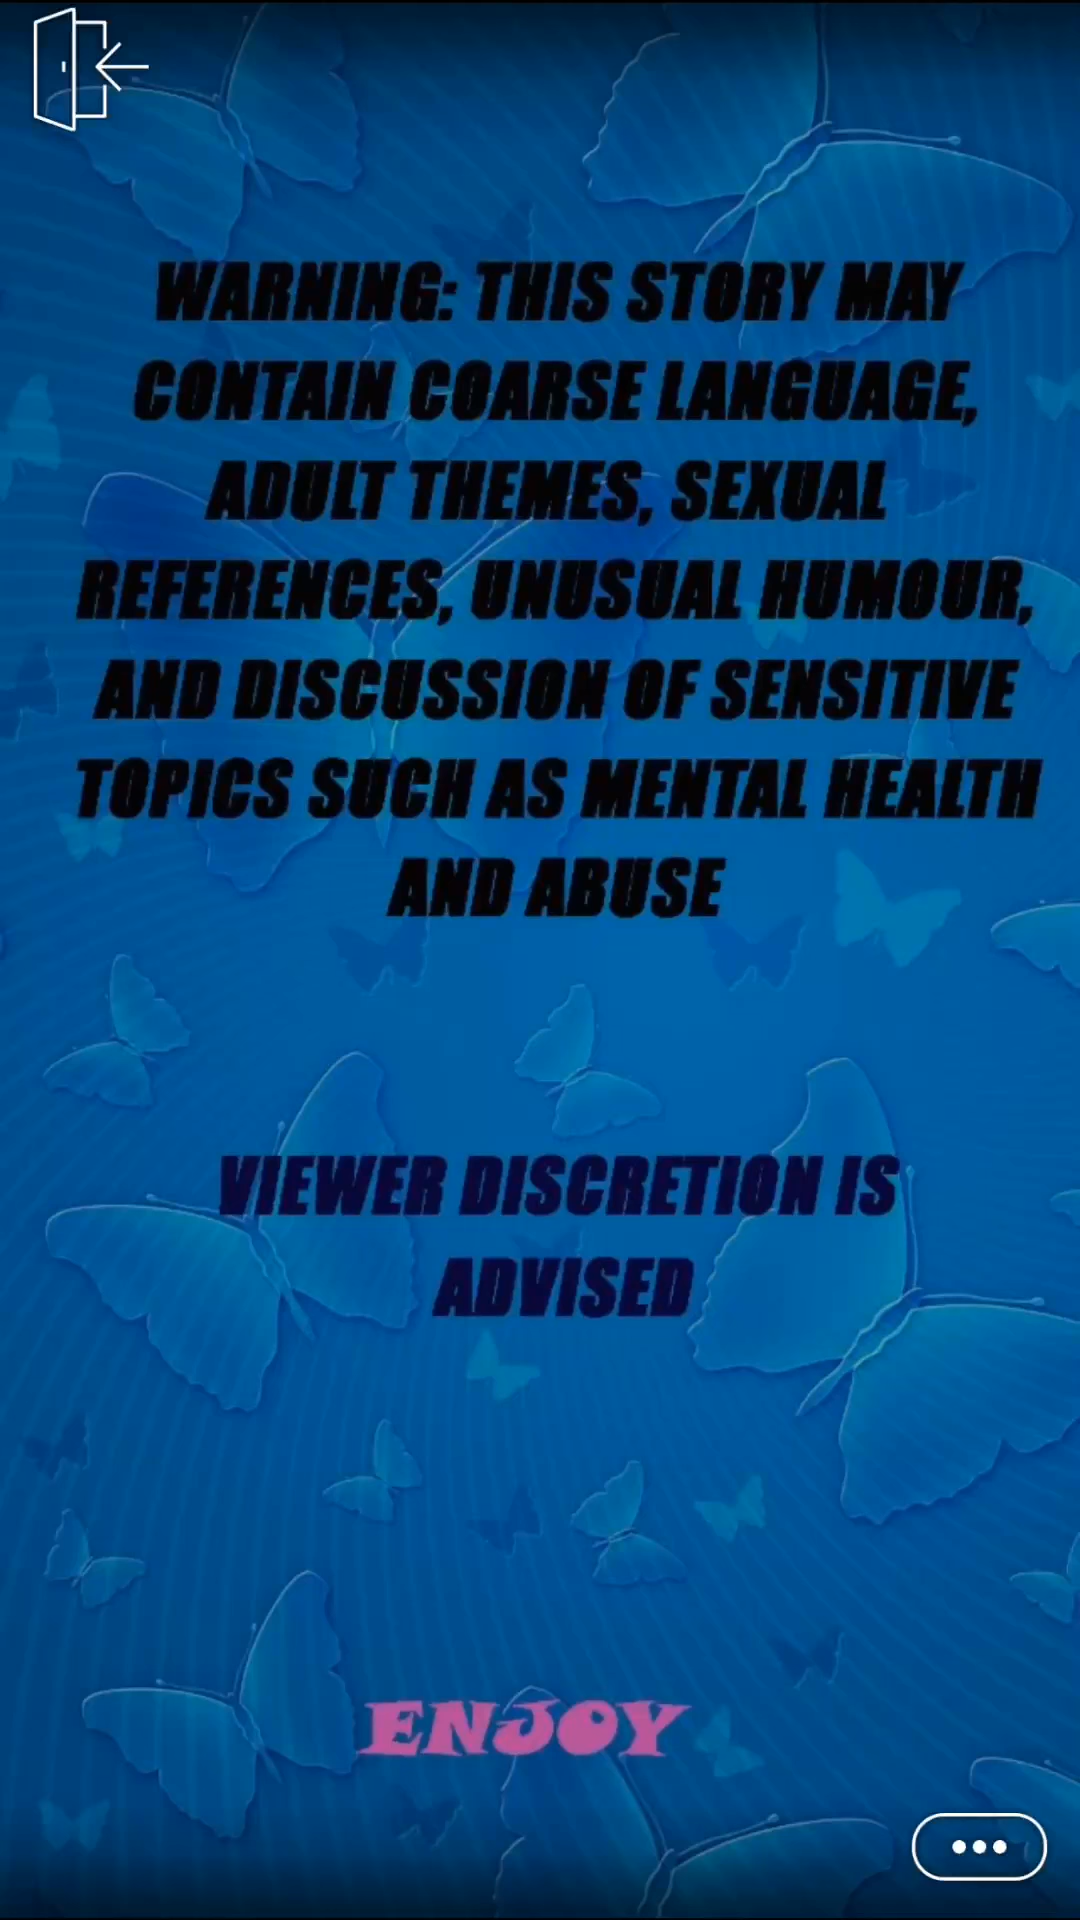 WARNING: THIS STORY MAY
CONTAIN COARSE LANGUAGE,
ADULT THEMES, SEXUAL
REFERENCES, UNUSUAL HUMOUR,
AND DISCUSSION OF SENSITIVE
TOPICS SUCH AS MENTAL HEALTH
AND ABUSE
VIEWER DISCRETION IS
ADVISED
ENJOY